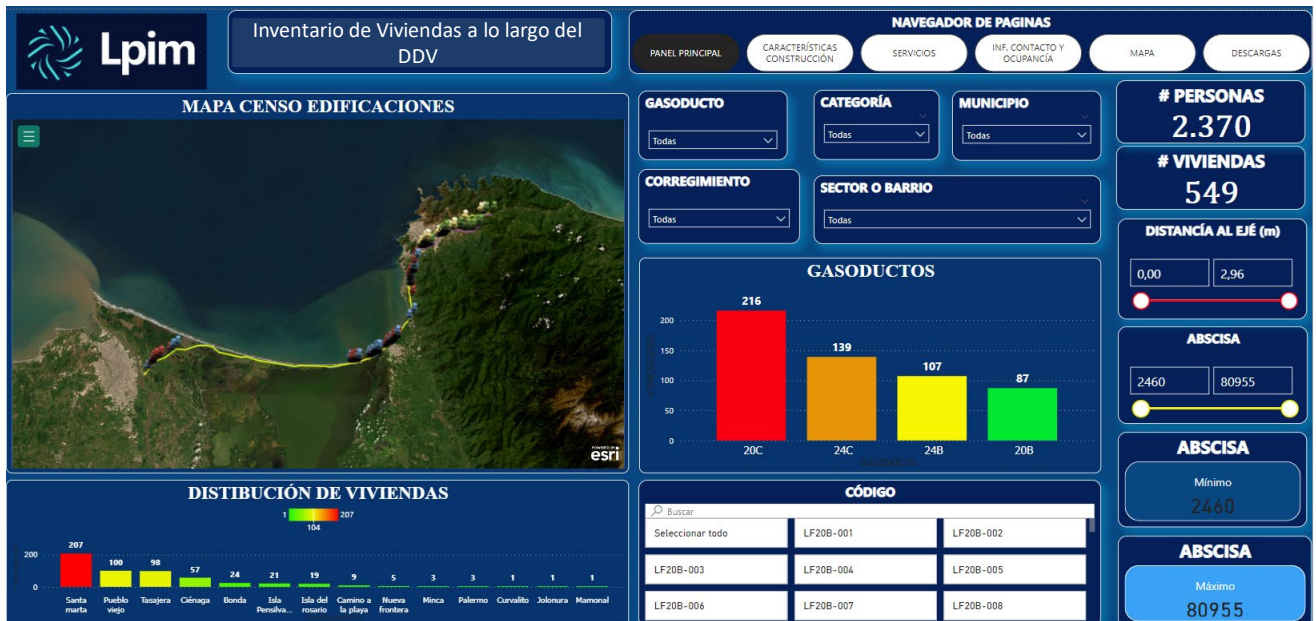 Lpim
Inventario de Viviendas a lo largo del
DDV
NAVEGADOR DE PAGINAS
PANEL PRINCIPAL
CARACTERÍSTICAS
CONSTRUCCIÓN
SERVICIOS
INF. CONTACTO Y
OCUPANCÍA
MAPA
DESCARGAS
MAPA CENSO EDIFICACIONES
POWERED BY
esri
GASODUCTO
Todas
CATEGORÍA
Todas
MUNICIPIO
Todas
CORREGIMIENTO
Todas
SECTOR O BARRIO
Todas
# PERSONAS
2.370
# VIVIENDAS
549
DISTANCÍA AL EJÉ (m)
0,00 2,96
ABSCISA
2460 80955
ABSCISA
Mínimo
2460
ABSCISA
Máximo
80955
GASODUCTOS
216
139
107
87
200
150
100
50
0
20C 24C 24B 20B
DISTIBUCIÓN DE VIVIENDAS
1 207
104
207 100 98 57 24 21 19 9 5 3 3 1 1 1
200
0
Santa marta
Pueblo viejo
Tasajera
Ciénaga
Bonda
Isla Pensilva...
Isla del rosario
Camino a la playa
Nueva frontera
Minca
Palermo
Curvalito
Jolonura
Mamonal
CÓDIGO
Buscar
Seleccionar todo LF20B-001 LF20B-002
LF20B-003 LF20B-004 LF20B-005
LF20B-006 LF20B-007 LF20B-008